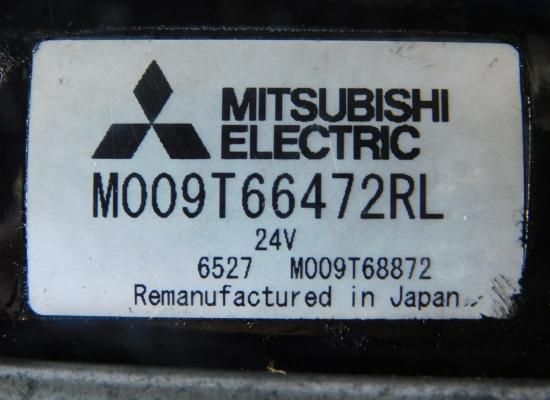 MITSUBISHI
ELECTRIC
M009T66472RL
24V
6527 M009T68872
Remanufactured in Japan